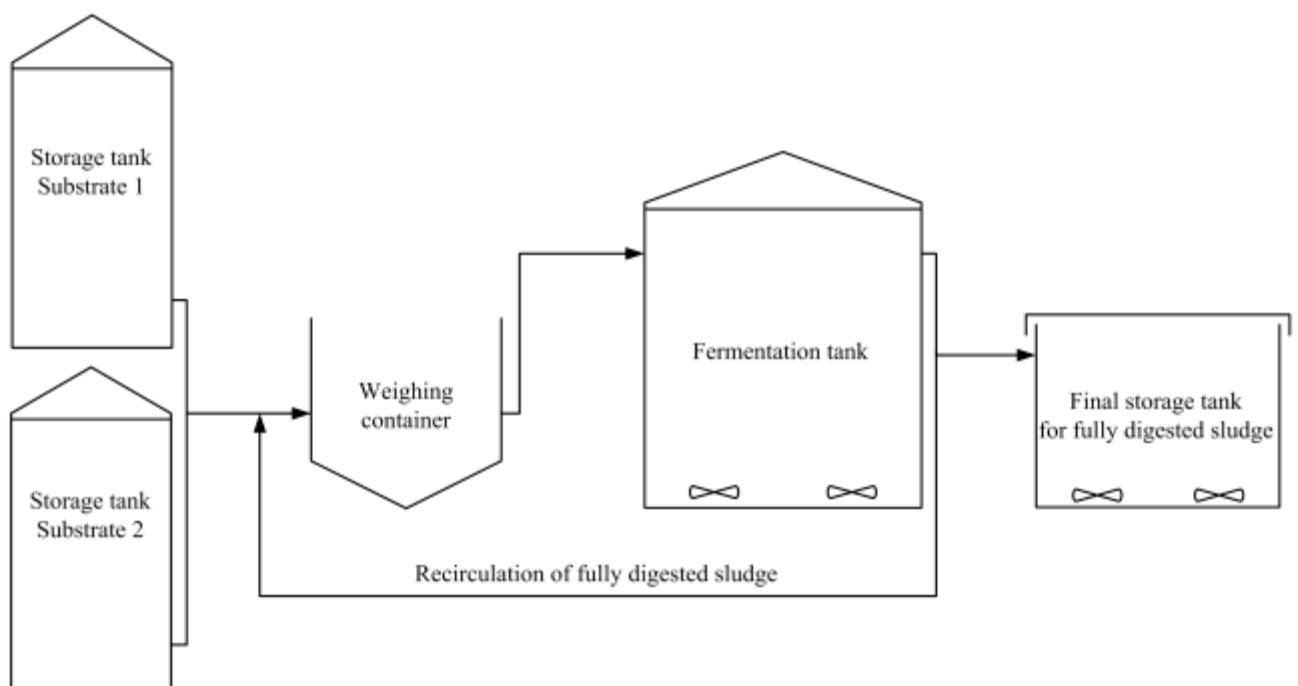 Storage tank
Substrate 1
Storage tank
Substrate 2
Weighing
container
Fermentation tank
Final storage tank
for fully digested sludge
Recirculation of fully digested sludge